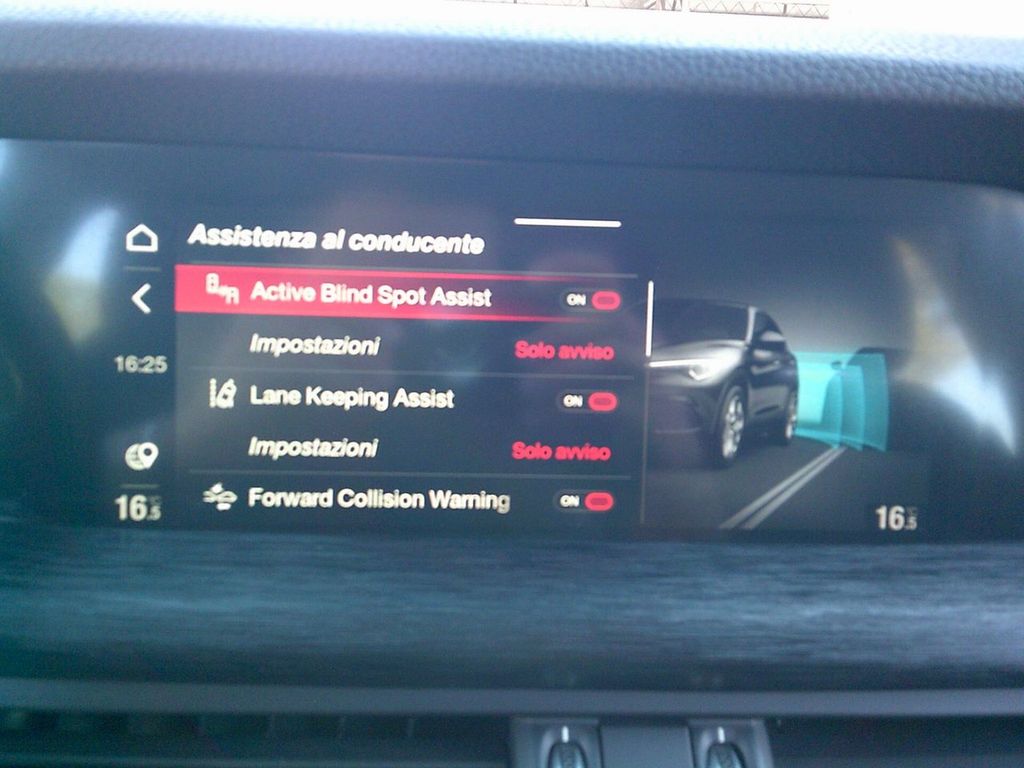 Assistenza al conducente
Active Blind Spot Assist ON
Impostazioni Solo avviso
16:25
Lane Keeping Assist ON
Impostazioni Solo avviso
Forward Collision Warning ON
16.5
16.5